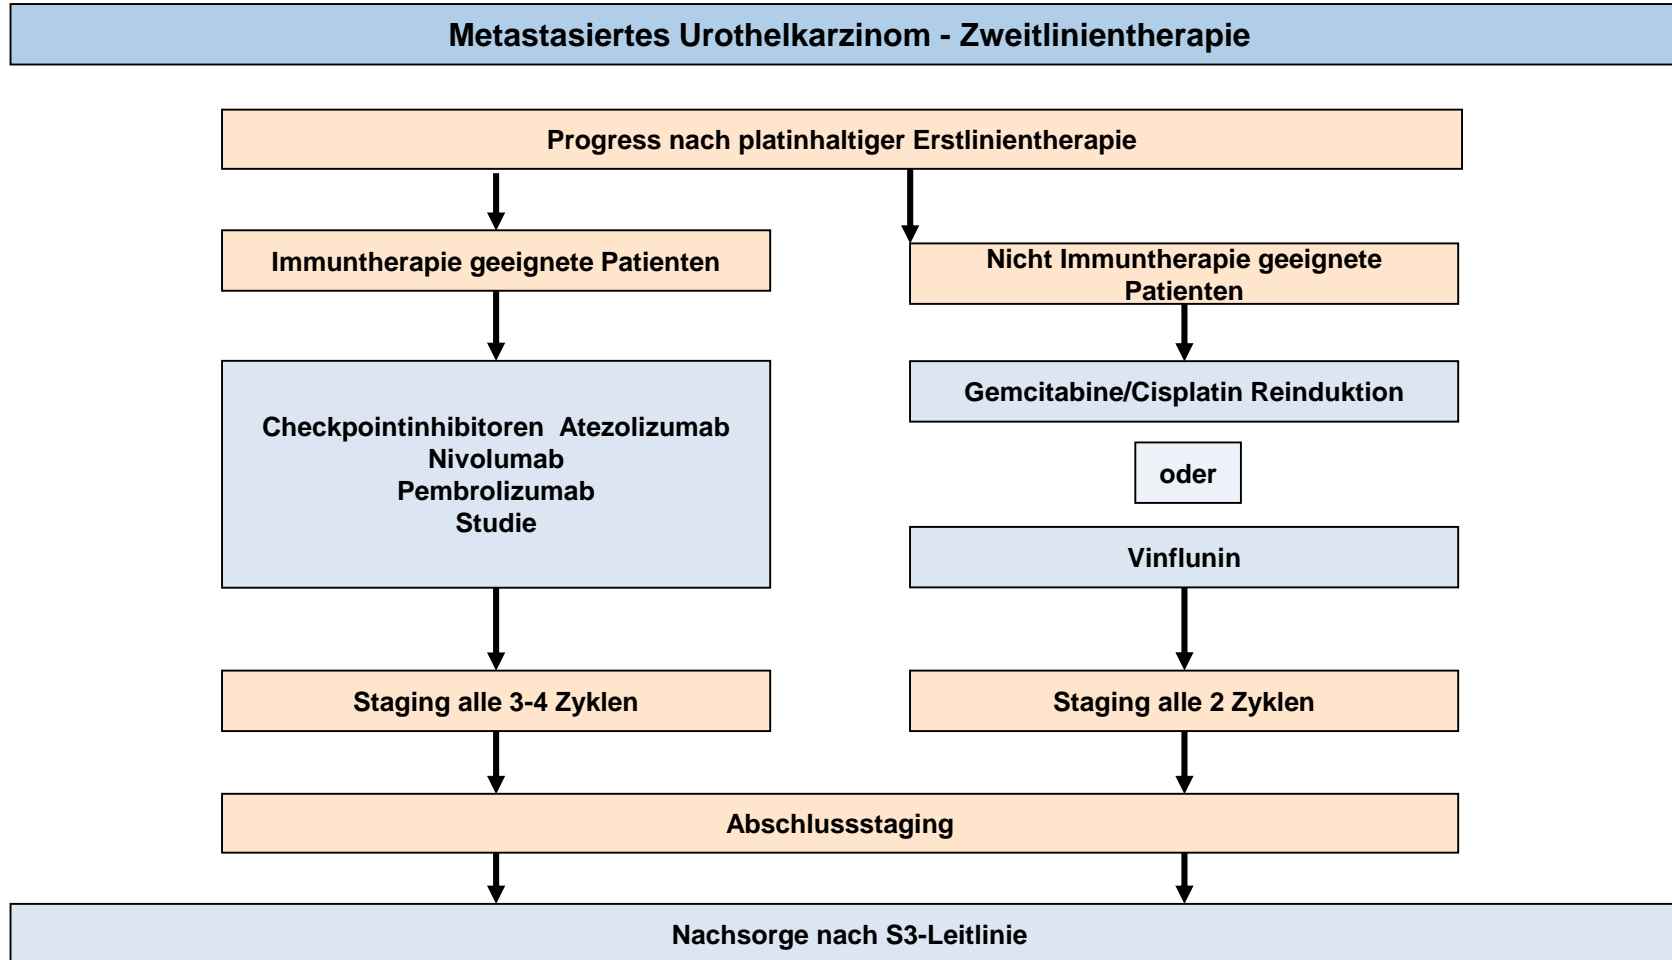 Metastasiertes Urothelkarzinom - Zweitlinientherapie
Progress nach platinhaltiger Erstlinientherapie
Immuntherapie geeignete Patienten
Nicht Immuntherapie geeignete
Patienten
Checkpointinhibitoren  Atezolizumab
Nivolumab
Pembrolizumab
Studie
Gemcitabine/Cisplatin Reinduktion
oder
Vinflunin
Staging alle 3-4 Zyklen
Staging alle 2 Zyklen
Abschlussstaging
Nachsorge nach S3-Leitlinie